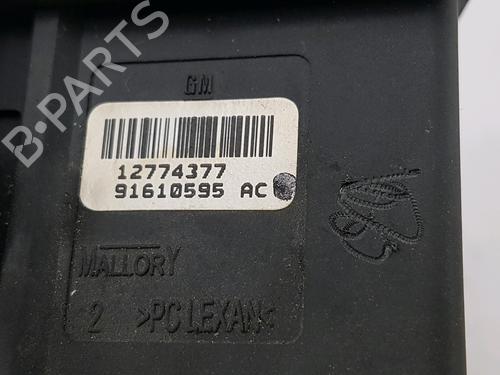 B-PARTS
GM
12774377
91610595 AC
MALLORY
2 >PC LEXAN<